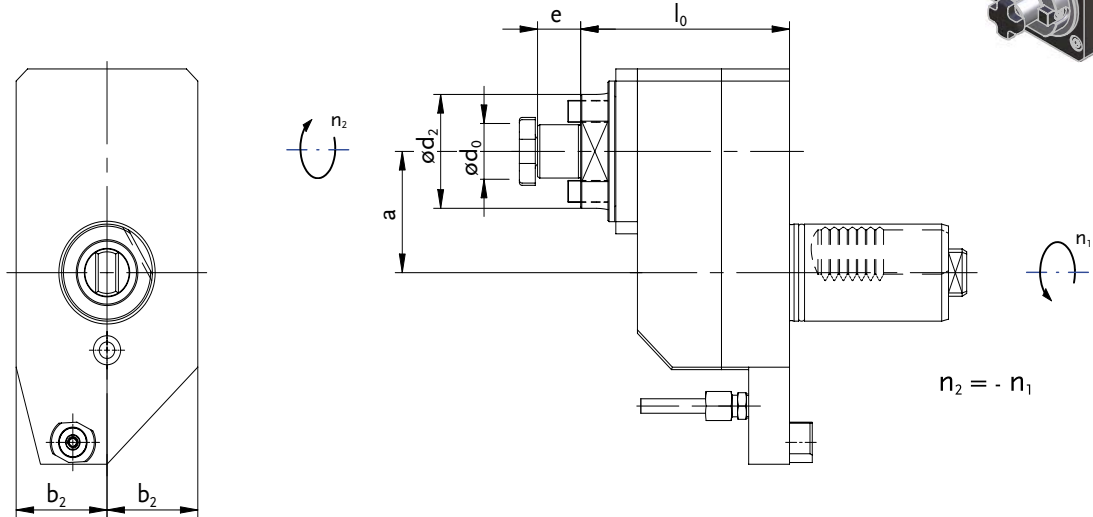 e
l₀
n₂
ød₂
ød₀
a
n₁
n₂ = - n₁
b₂
b₂